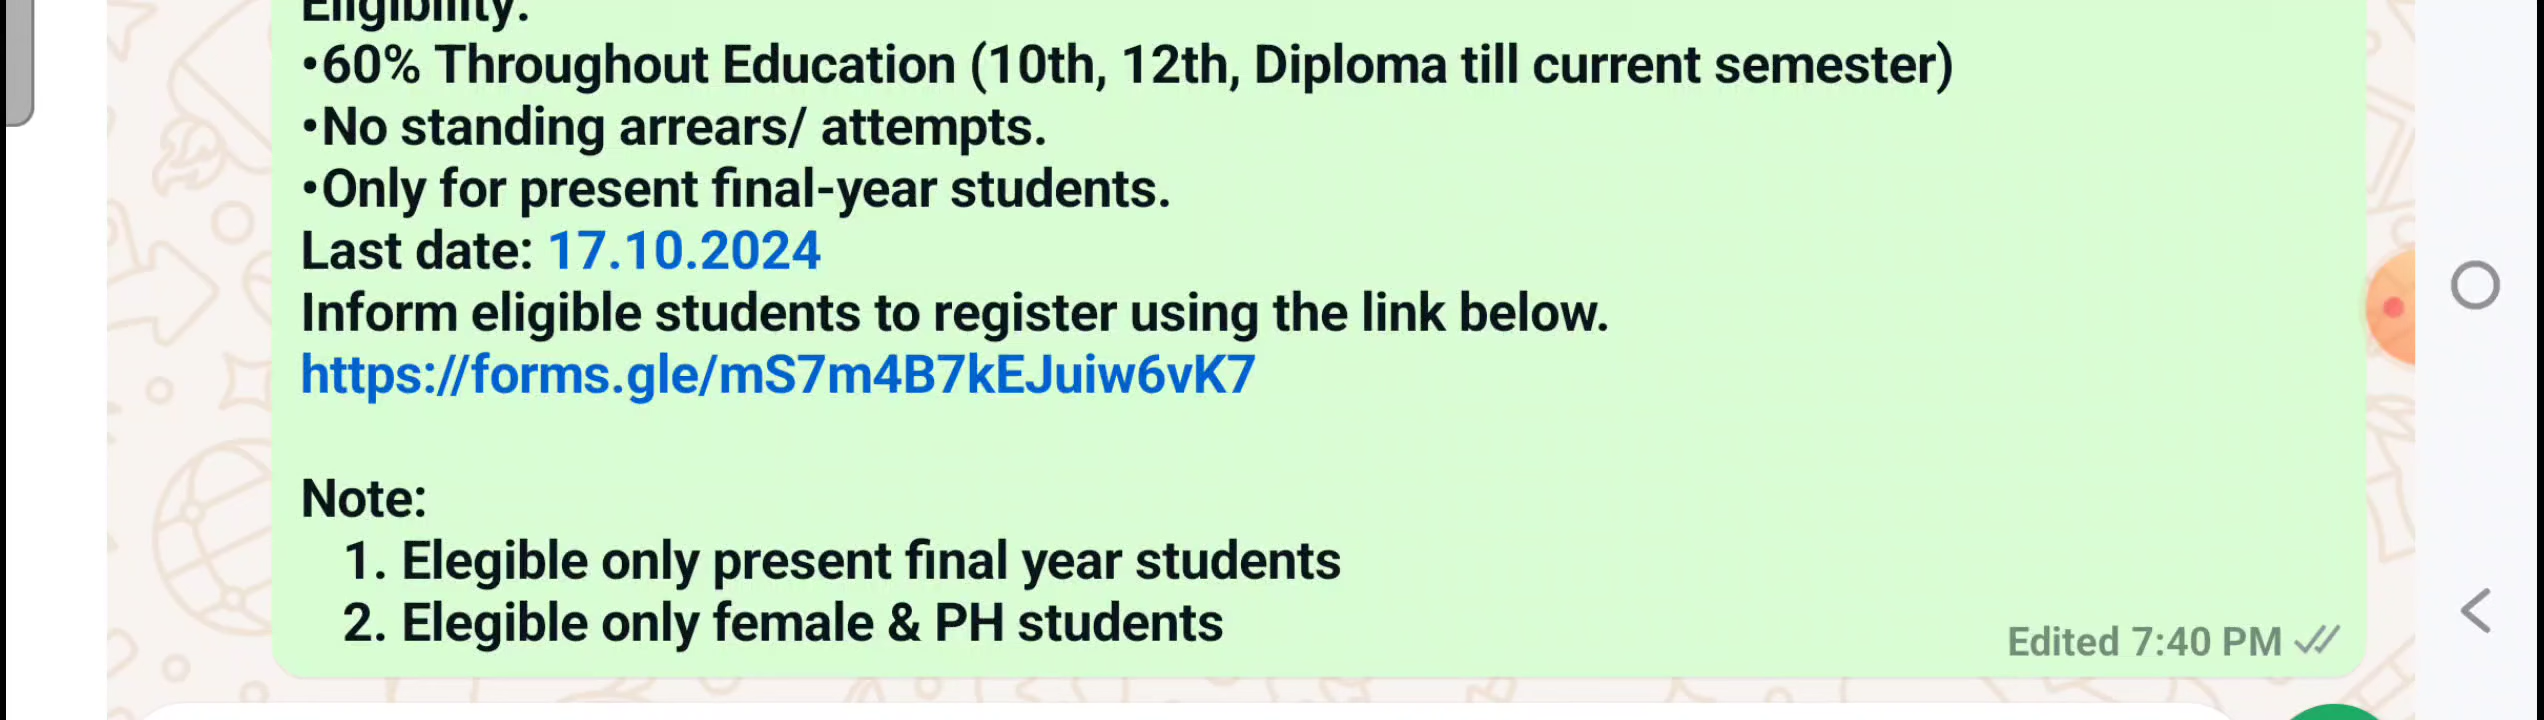 Eligibility:
•60% Throughout Education (10th, 12th, Diploma till current semester)
•No standing arrears/ attempts.
•Only for present final-year students.
Last date: 17.10.2024
Inform eligible students to register using the link below.
https://forms.gle/mS7m4B7kEJuiw6vK7
Note:
1. Elegible only present final year students
2. Elegible only female & PH students
Edited 7:40 PM